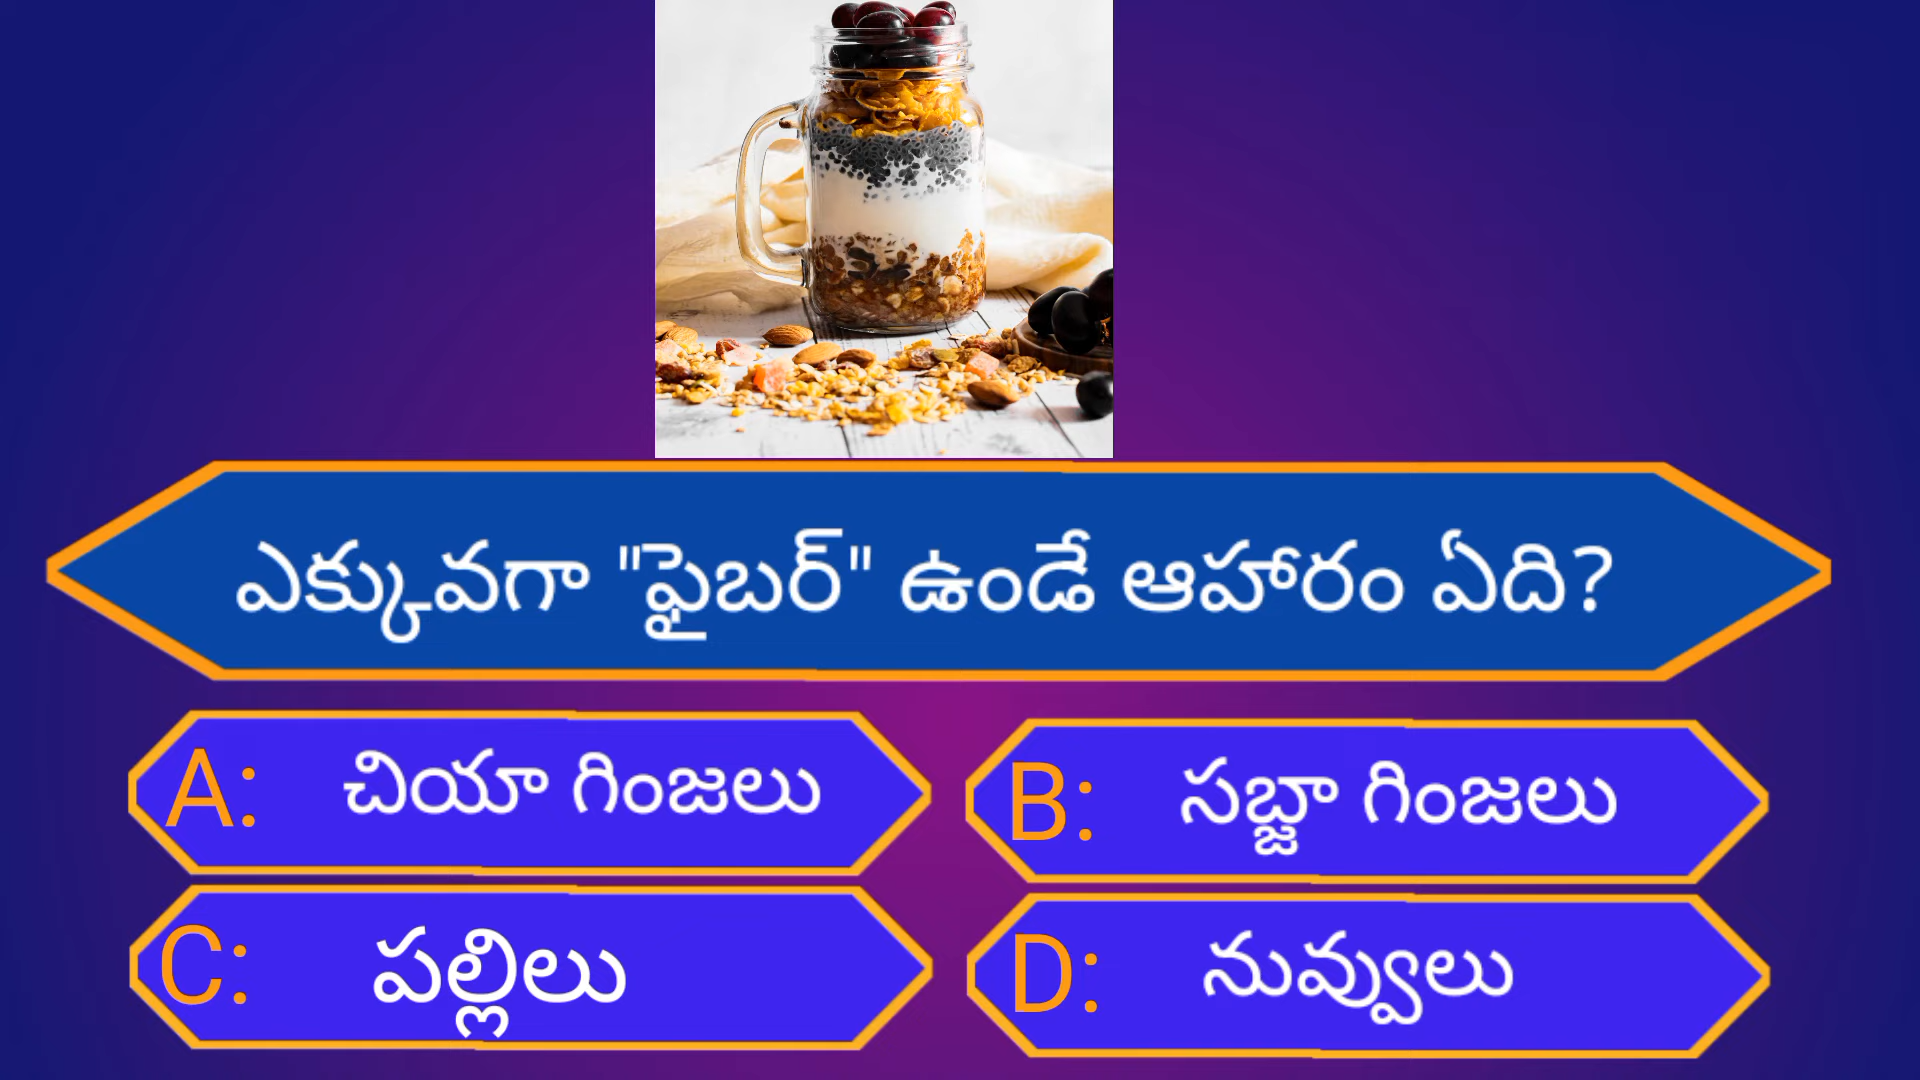 ఎక్కువగా "ఫైబర్" ఉండే ఆహారం ఏది?
A: చియా గింజలు
B: సబ్జా గింజలు
C: పల్లిలు
D: నువ్వులు